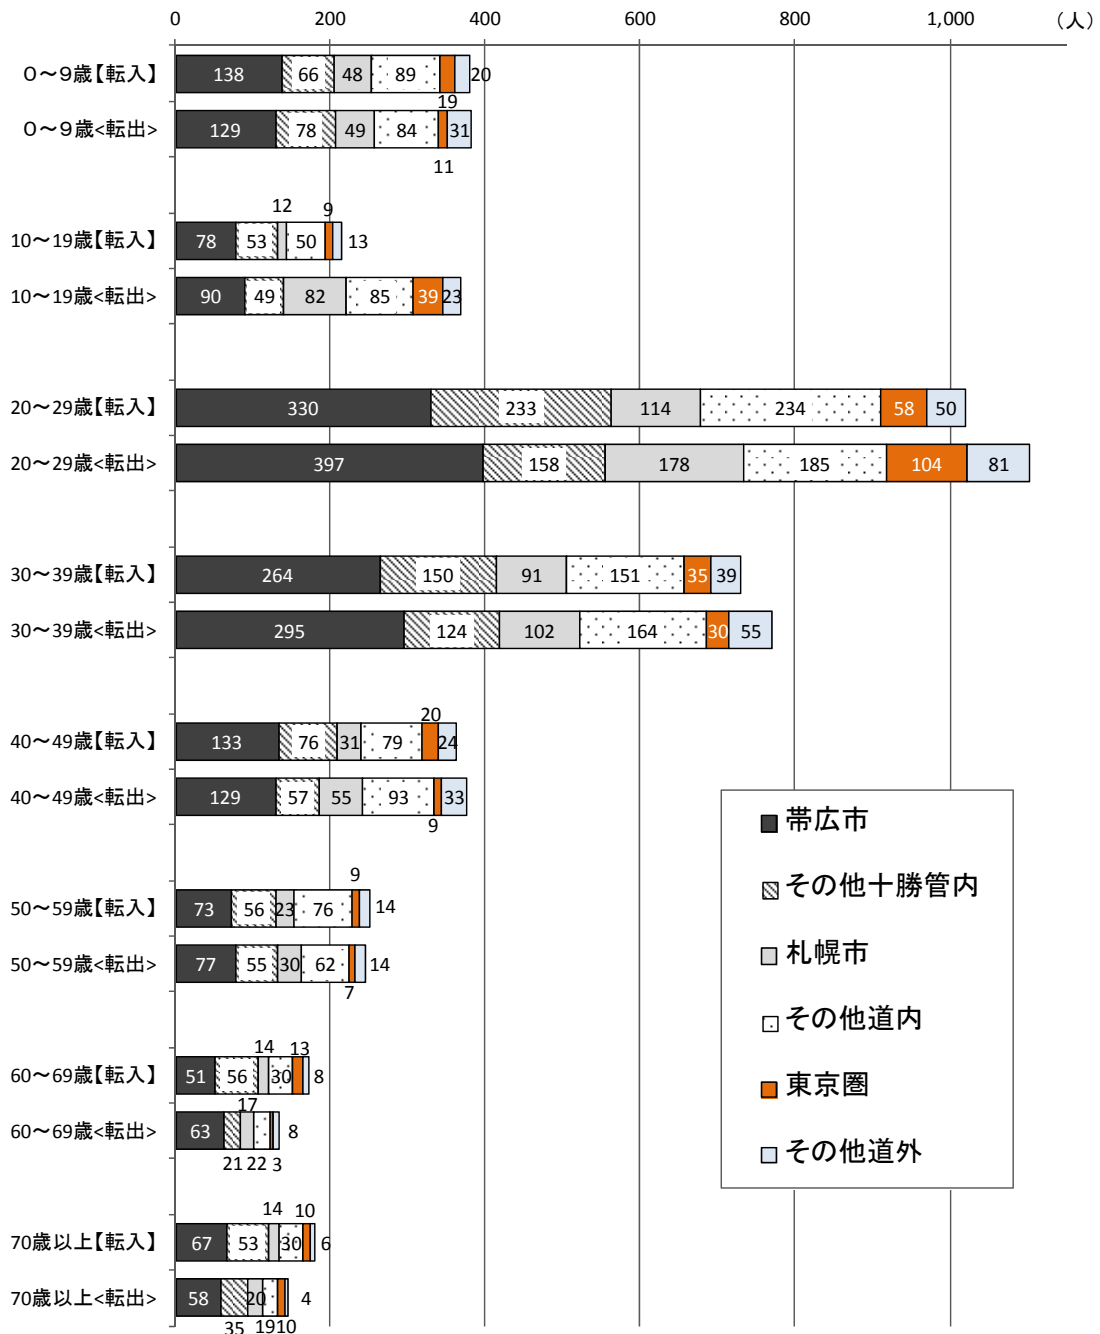 0 200 400 600 800 1,000 （人）
０～９歳【転入】 138 66 48 89 19 20
０～９歳<転出> 129 78 49 84 11 31
10～19歳【転入】 78 53 12 50 9 13
10～19歳<転出> 90 49 82 85 39 23
20～29歳【転入】 330 233 114 234 58 50
20～29歳<転出> 397 158 178 185 104 81
30～39歳【転入】 264 150 91 151 35 39
30～39歳<転出> 295 124 102 164 30 55
40～49歳【転入】 133 76 31 79 20 24
40～49歳<転出> 129 57 55 93 9 33
50～59歳【転入】 73 56 23 76 9 14
50～59歳<転出> 77 55 30 62 7 14
60～69歳【転入】 51 56 14 30 13 8
60～69歳<転出> 63 21 17 22 3 8
70歳以上【転入】 67 53 14 30 10 6
70歳以上<転出> 58 35 20 19 10 4
帯広市
その他十勝管内
札幌市
その他道内
東京圏
その他道外